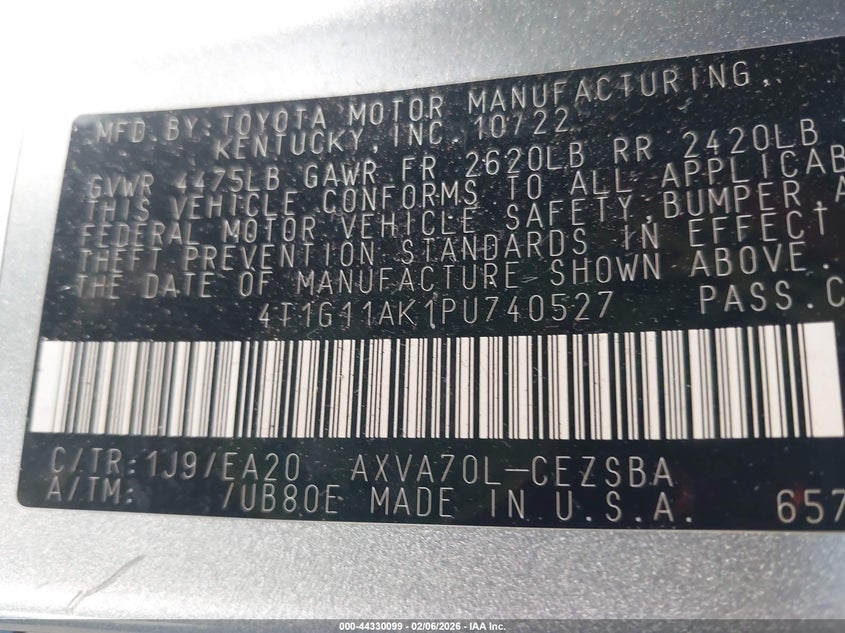 MFD BY:TOYOTA MOTOR MANUFACTURING,
KENTUCKY,INC. 10722
GVWR 4475LB GAWR FR 2620LB RR 2420LB
THIS VEHICLE CONFORMS TO ALL APPLICAB
FEDERAL MOTOR VEHICLE SAFETY,BUMPER,A
THEFT PREVENTION STANDARDS IN EFFECT
THE DATE OF MANUFACTURE SHOWN ABOVE.
4T1G11AK1PU740527 PASS.C
C/TR:1J9/EA20 AXVA70L-CEZSBA
A/TM: /UB80E MADE IN U.S.A. 657
000-44330099 - 02/06/2026 - IAA Inc.